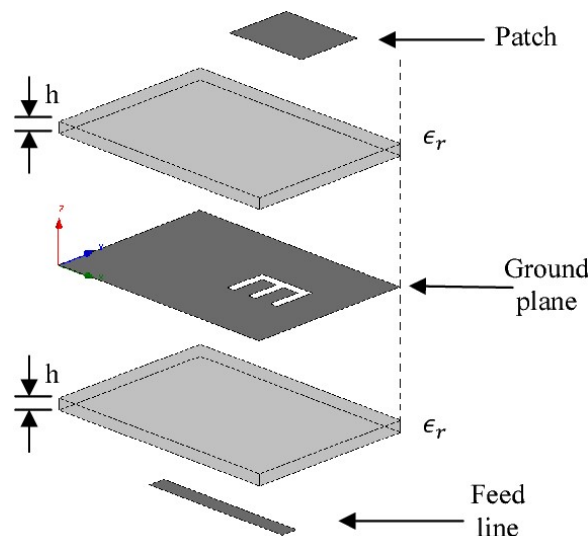 Patch
h
ϵr
z
Ground
plane
h
ϵr
Feed
line